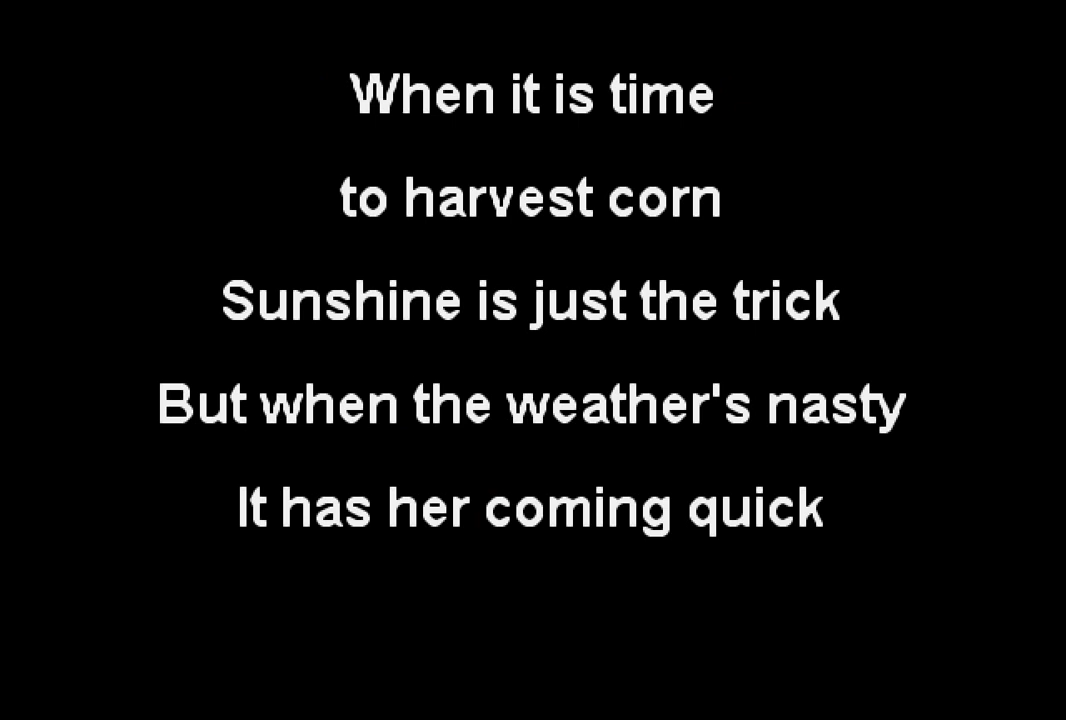 When it is time
to harvest corn
Sunshine is just the trick
But when the weather's nasty
It has her coming quick